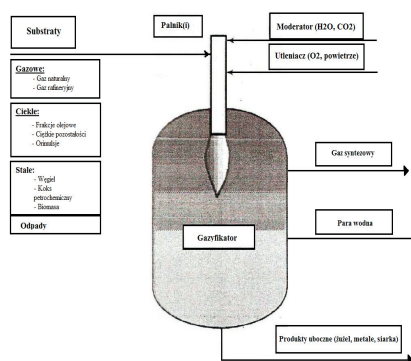 Substraty
Gazowe:
- Gaz naturalny
- Gaz rafineryjny
Ciekłe:
- Frakcje olejowe
- Ciężkie pozostałości
- Orimulsje
Stałe:
- Węgiel
- Koks
petrochemiczny
- Biomasa
Odpady
Palnik(i)
Moderator (H2O, CO2)
Utleniacz (O2, powietrze)
Gaz syntezowy
Para wodna
Gazyfikator
Produkty uboczne (żużel, metale, siarka)